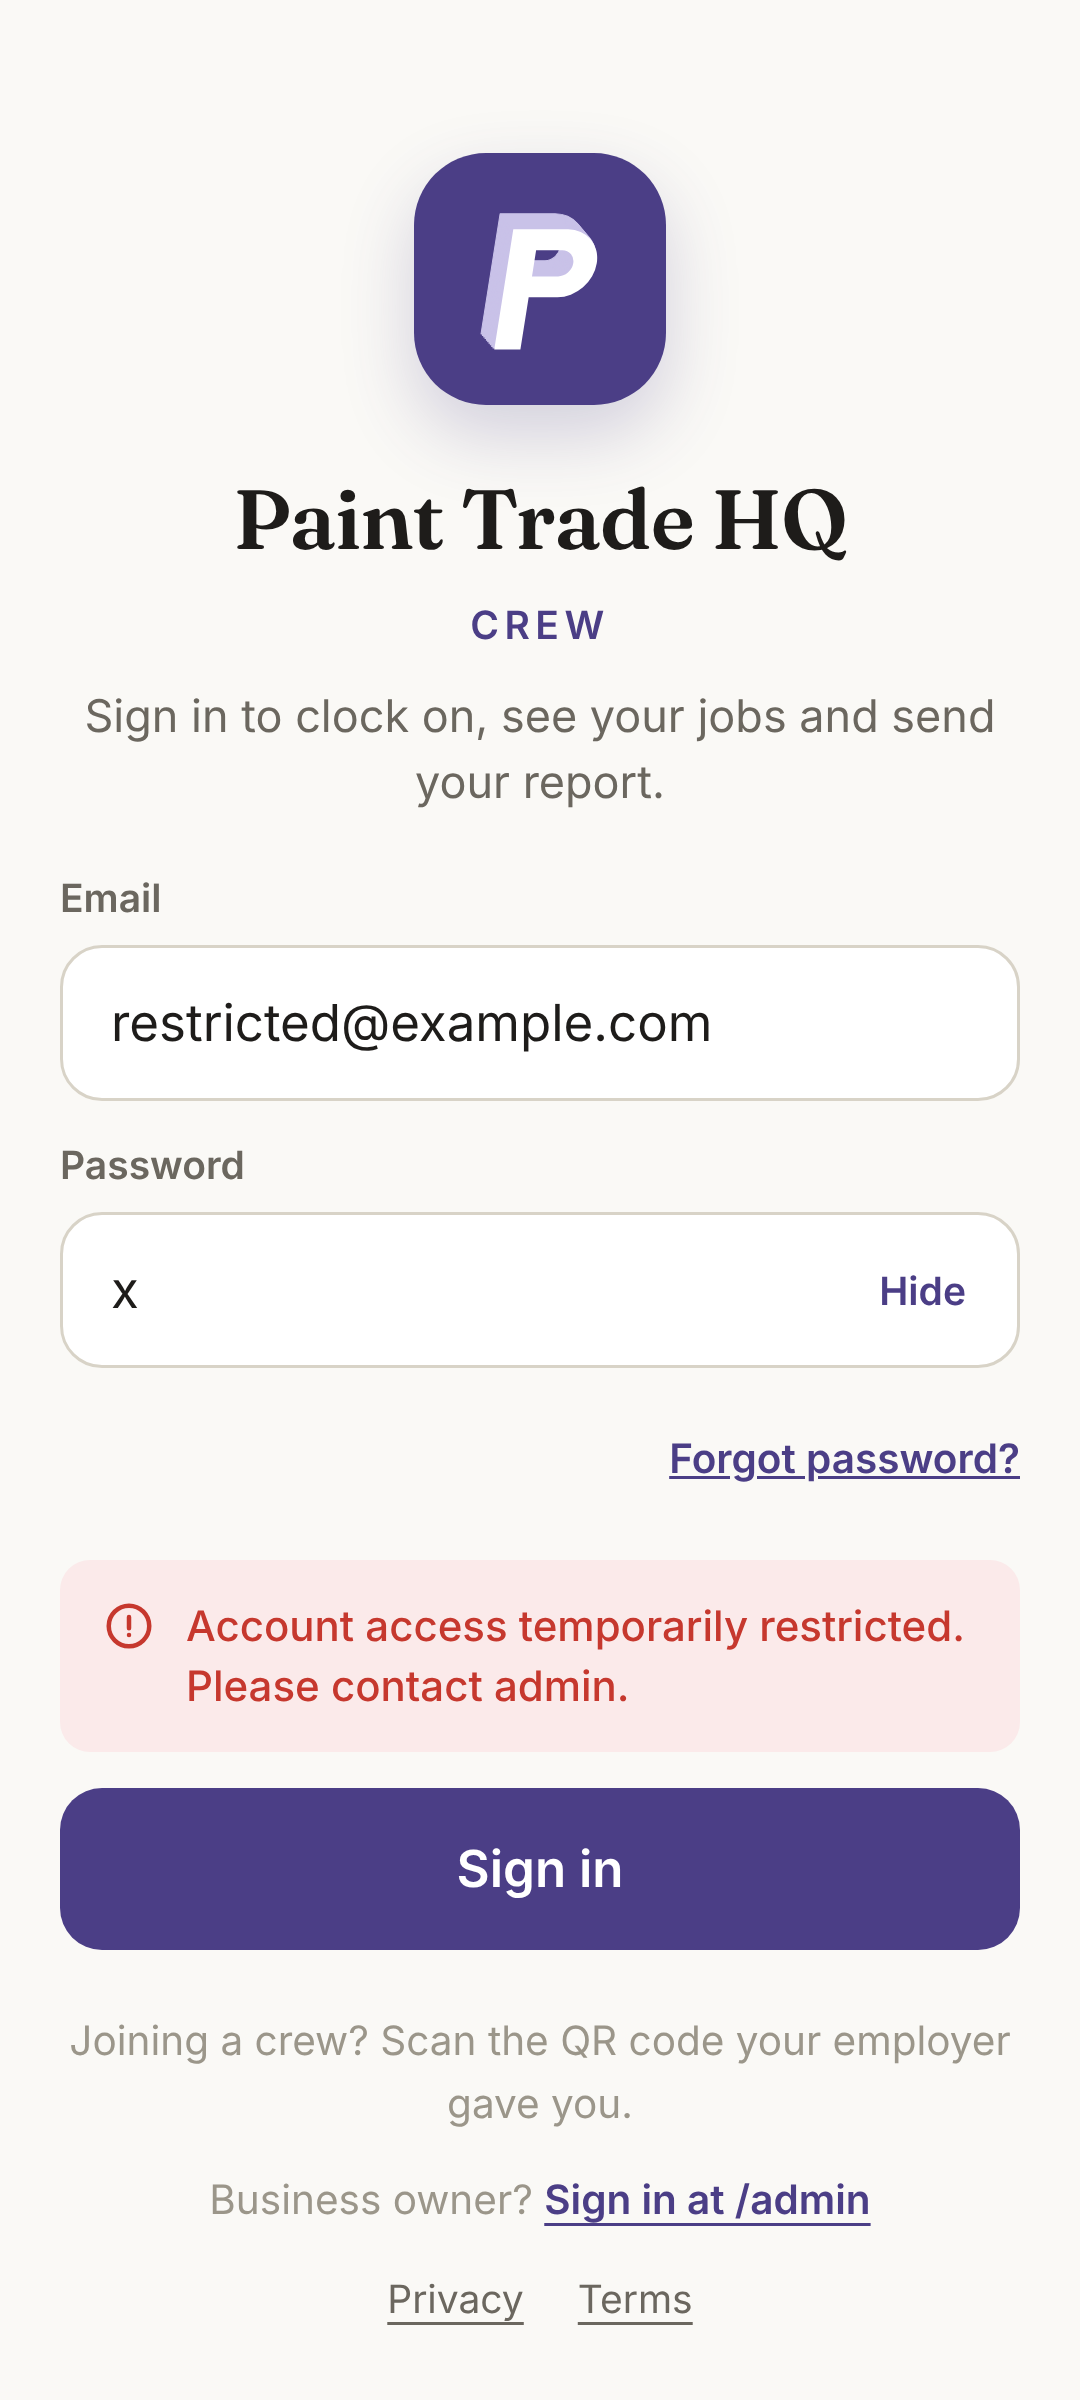 P
Paint Trade HQ
CREW
Sign in to clock on, see your jobs and send
your report.
Email
restricted@example.com
Password
x
Hide
Forgot password?
Account access temporarily restricted.
Please contact admin.
Sign in
Joining a crew? Scan the QR code your employer
gave you.
Business owner? Sign in at /admin
Privacy
Terms